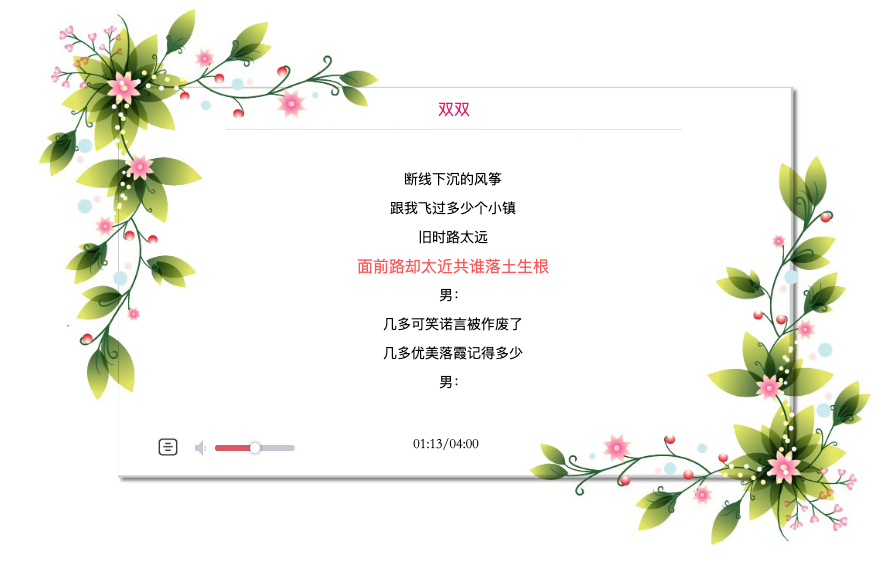 双双
断线下沉的风筝
跟我飞过多少个小镇
旧时路太远
面前路却太近共谁落土生根
男：
几多可笑诺言被作废了
几多优美落霞记得多少
男：
01:13/04:00